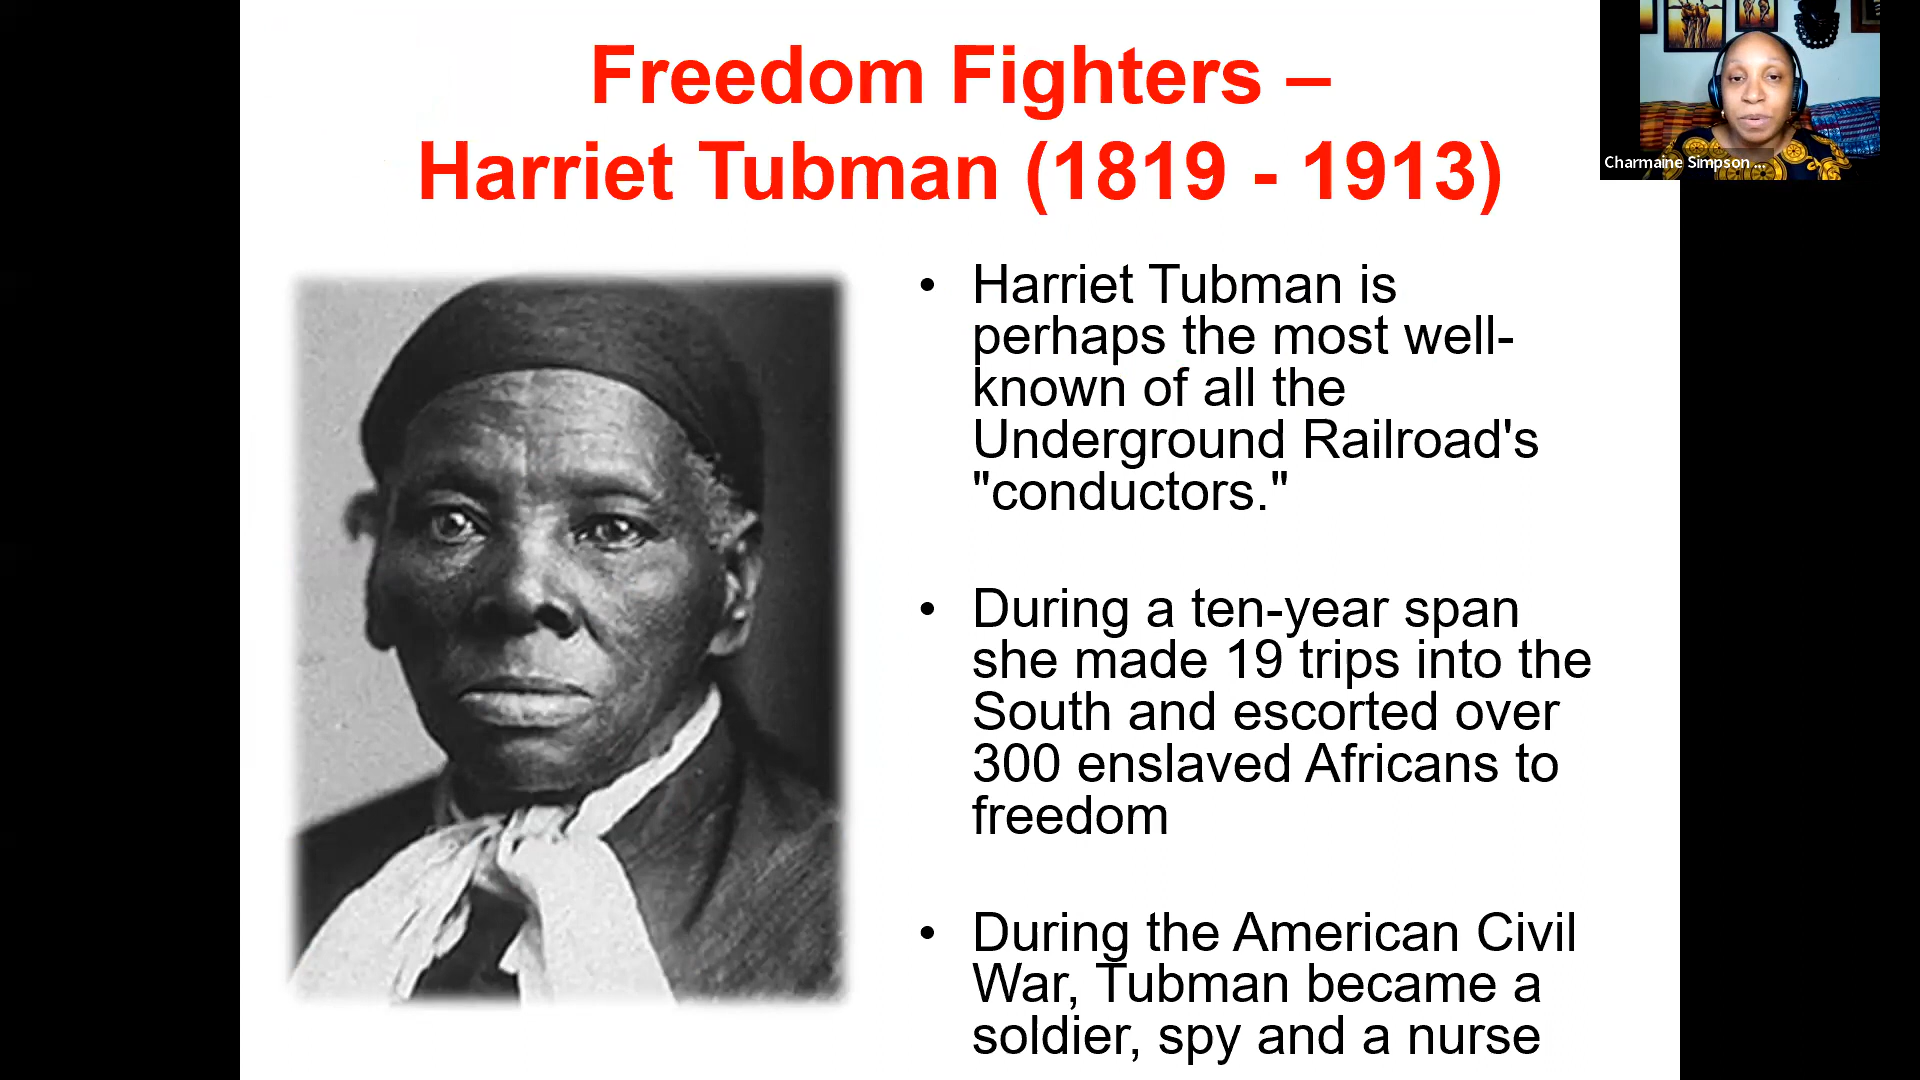 Freedom Fighters –
Harriet Tubman (1819 - 1913)
Charmaine Simpson ...
• Harriet Tubman is
perhaps the most well-
known of all the
Underground Railroad's
"conductors."
• During a ten-year span
she made 19 trips into the
South and escorted over
300 enslaved Africans to
freedom
• During the American Civil
War, Tubman became a
soldier, spy and a nurse